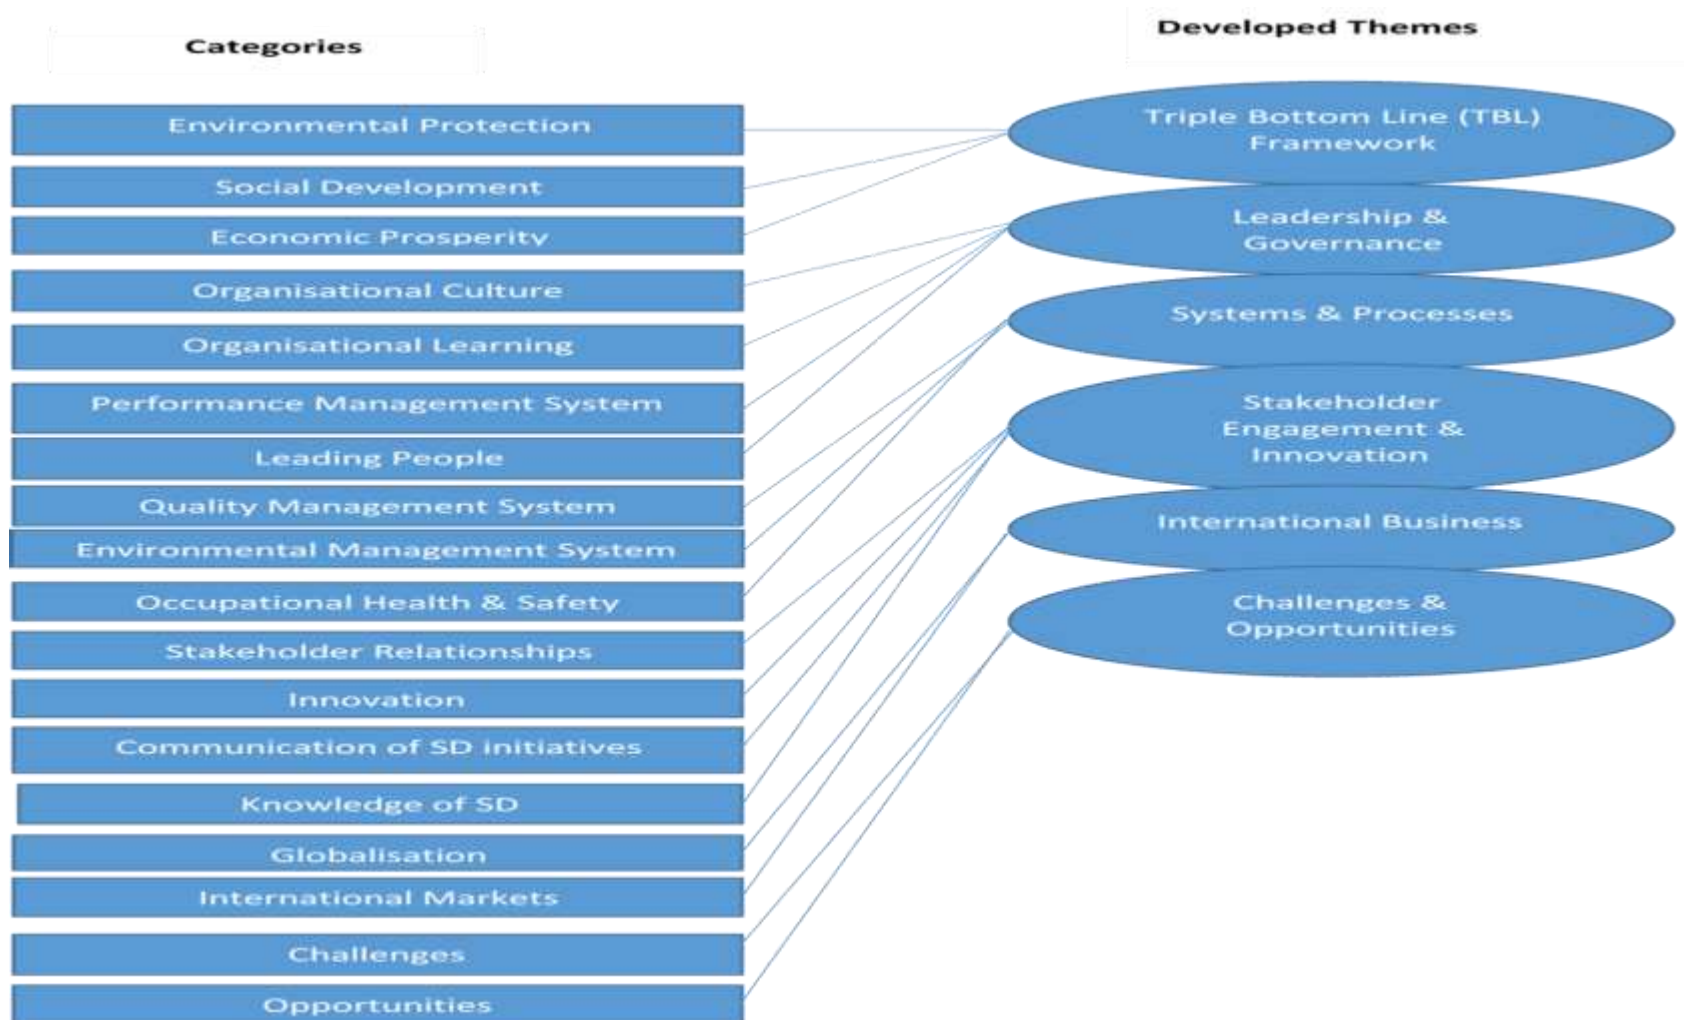 Categories
Environmental Protection
Social Development
Economic Prosperity
Organisational Culture
Organisational Learning
Performance Management System
Leading People
Quality Management System
Environmental Management System
Occupational Health & Safety
Stakeholder Relationships
Innovation
Communication of SD initiatives
Knowledge of SD
Globalisation
International Markets
Challenges
Opportunities
Developed Themes
Triple Bottom Line (TBL)
Framework
Leadership &
Governance
Systems & Processes
Stakeholder
Engagement &
Innovation
International Business
Challenges &
Opportunities